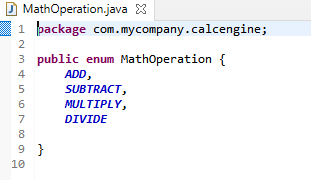 MathOperation.java
1 package com.mycompany.calcengine;
2
3 public enum MathOperation {
4 ADD,
5 SUBTRACT,
6 MULTIPLY,
7 DIVIDE
8
9 }
10